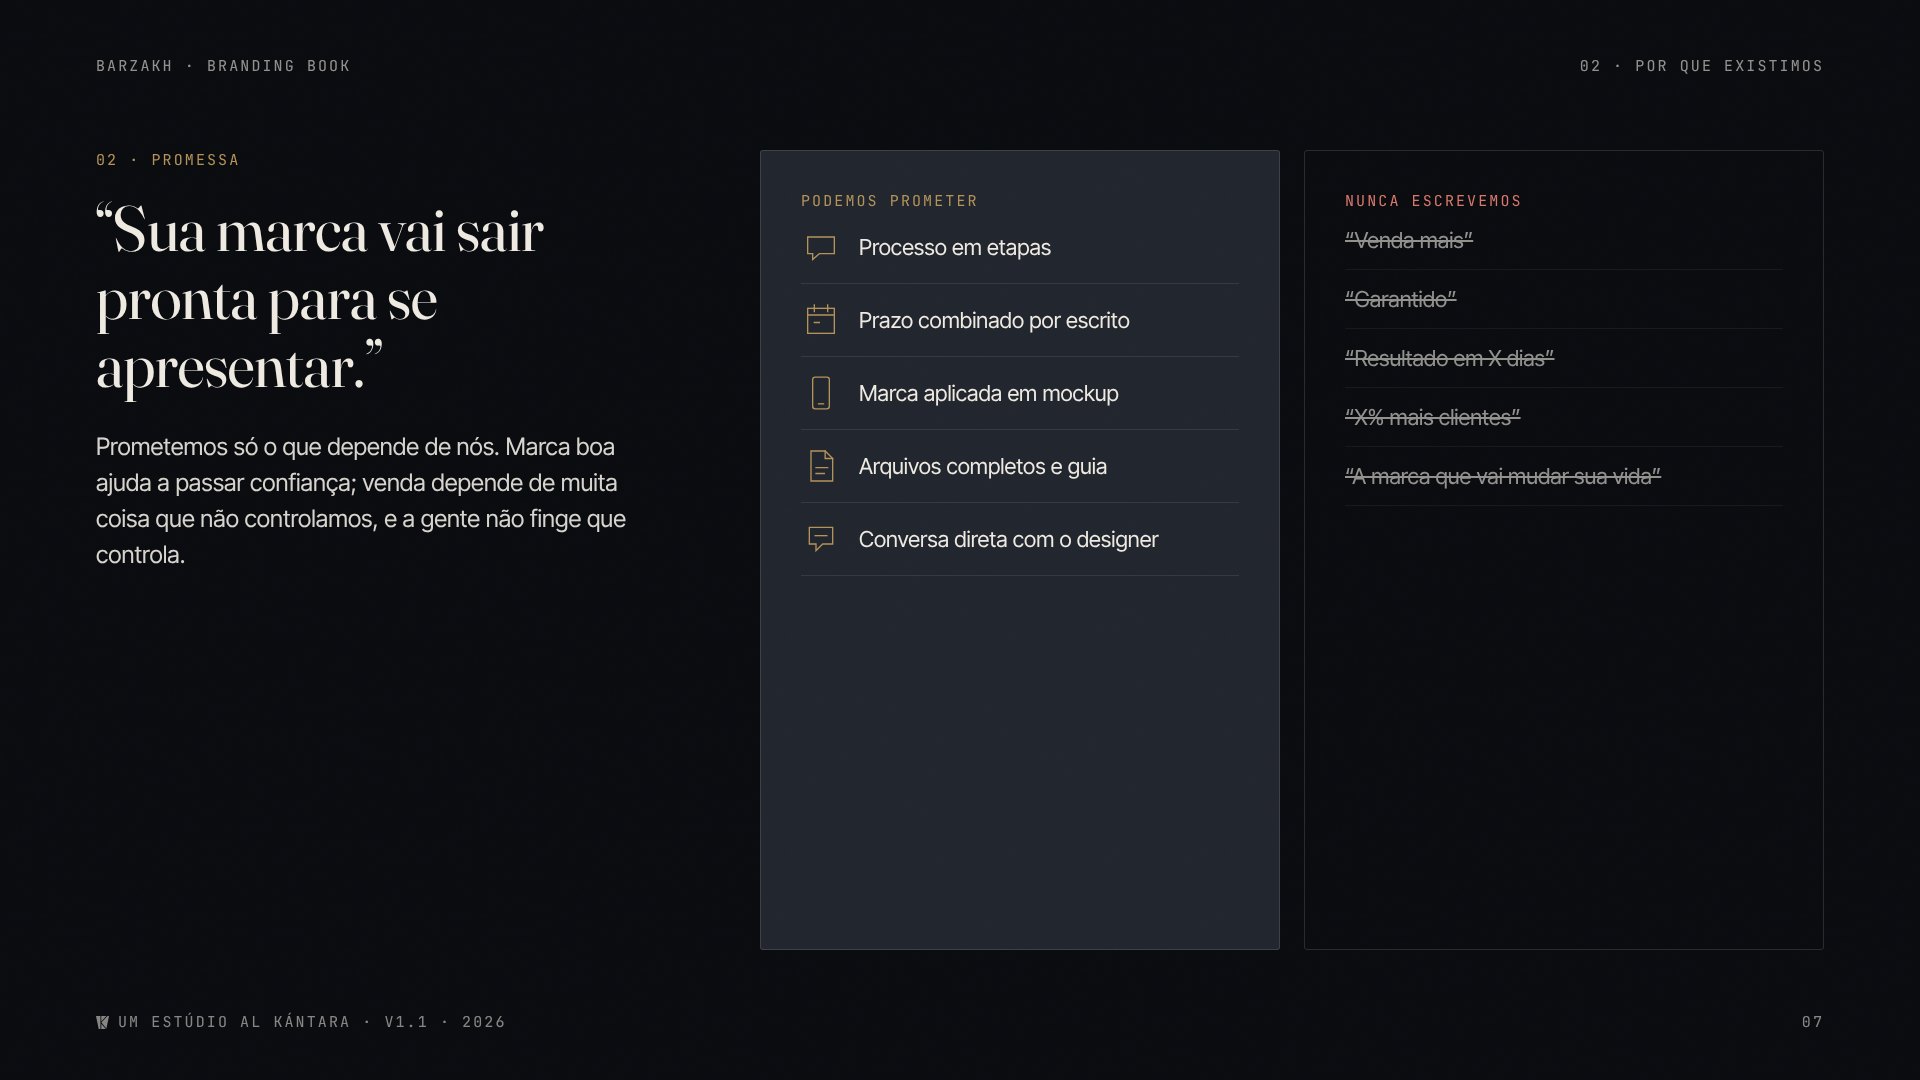 BARZAKH · BRANDING BOOK
02 · POR QUE EXISTIMOS
02 · PROMESSA
“Sua marca vai sair
pronta para se
apresentar.”
Prometemos só o que depende de nós. Marca boa
ajuda a passar confiança; venda depende de muita
coisa que não controlamos, e a gente não finge que
controla.
PODEMOS PROMETER
Processo em etapas
Prazo combinado por escrito
Marca aplicada em mockup
Arquivos completos e guia
Conversa direta com o designer
NUNCA ESCREVEMOS
“Venda mais”
“Garantido”
“Resultado em X dias”
“X% mais clientes”
“A marca que vai mudar sua vida”
UM ESTÚDIO AL KÁNTARA · V1.1 · 2026
07